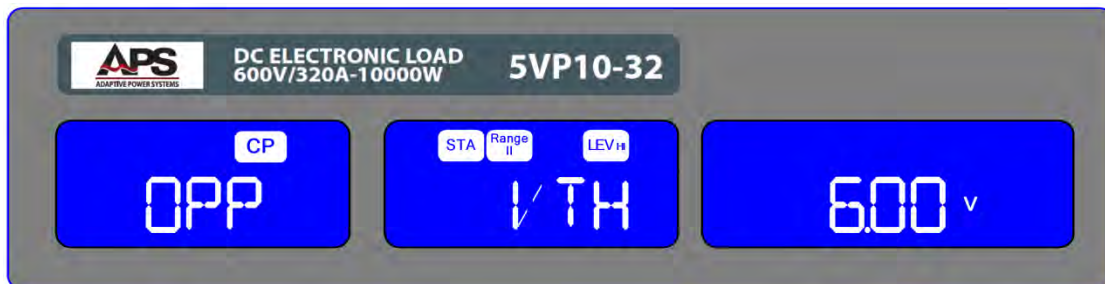 APS
ADAPTIVE POWER SYSTEMS
DC ELECTRONIC LOAD
600V/320A-10000W
5VP10-32
CP
OPP
STA
Range
II
LEV HI
VTH
6.00 V